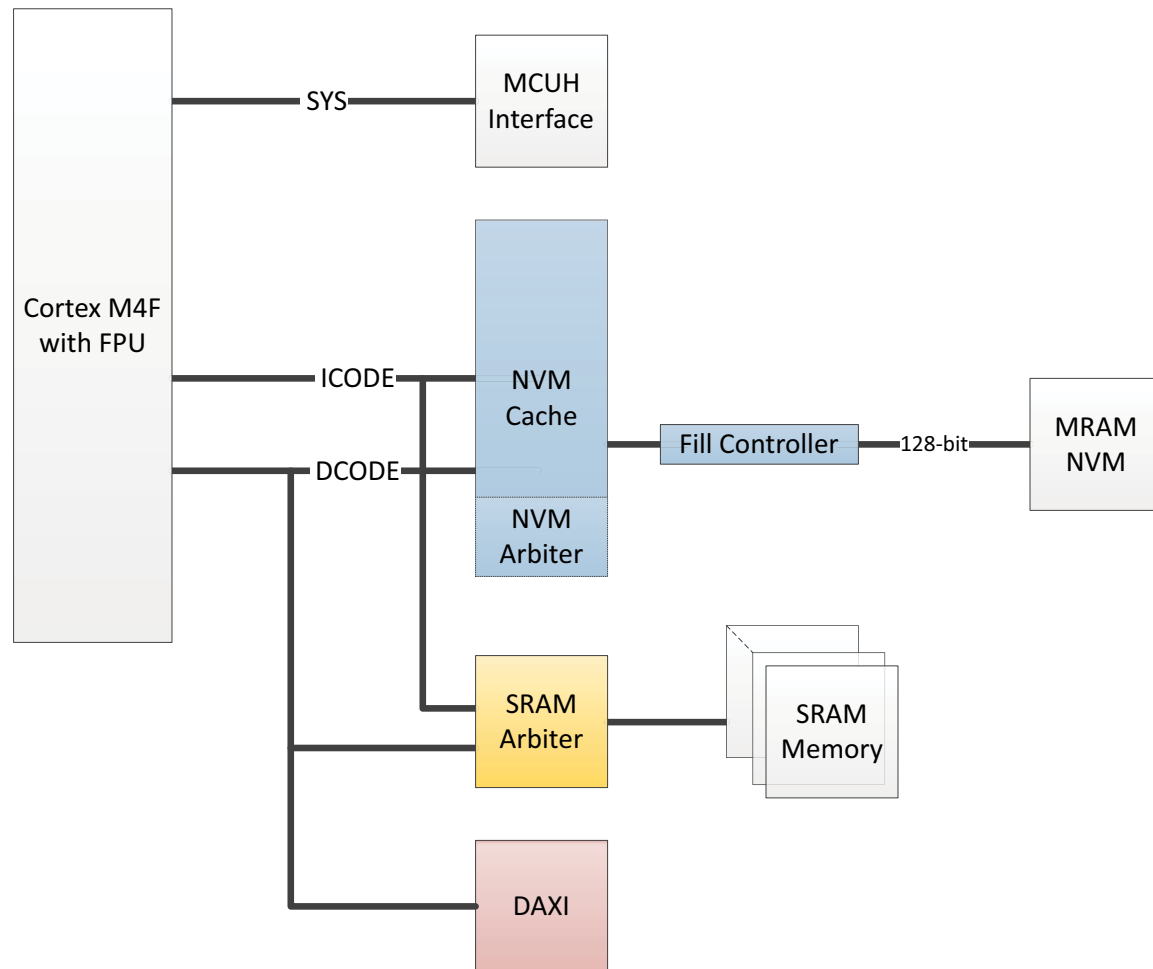 SYS
MCUH
Interface
Cortex M4F
with FPU
ICODE
DCODE
NVM
Cache
NVM
Arbiter
Fill Controller
128-bit
MRAM
NVM
SRAM
Arbiter
SRAM
Memory
DAXI